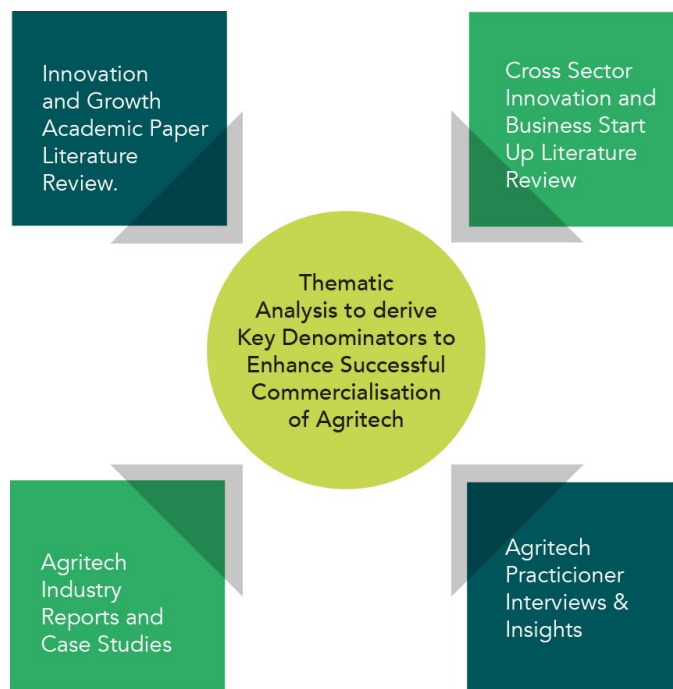 Innovation
and Growth
Academic Paper
Literature
Review.
Cross Sector
Innovation and
Business Start
Up Literature
Review
Thematic
Analysis to derive
Key Denominators to
Enhance Successful
Commercialisation
of Agritech
Agritech
Industry
Reports and
Case Studies
Agritech
Practicioner
Interviews &
Insights